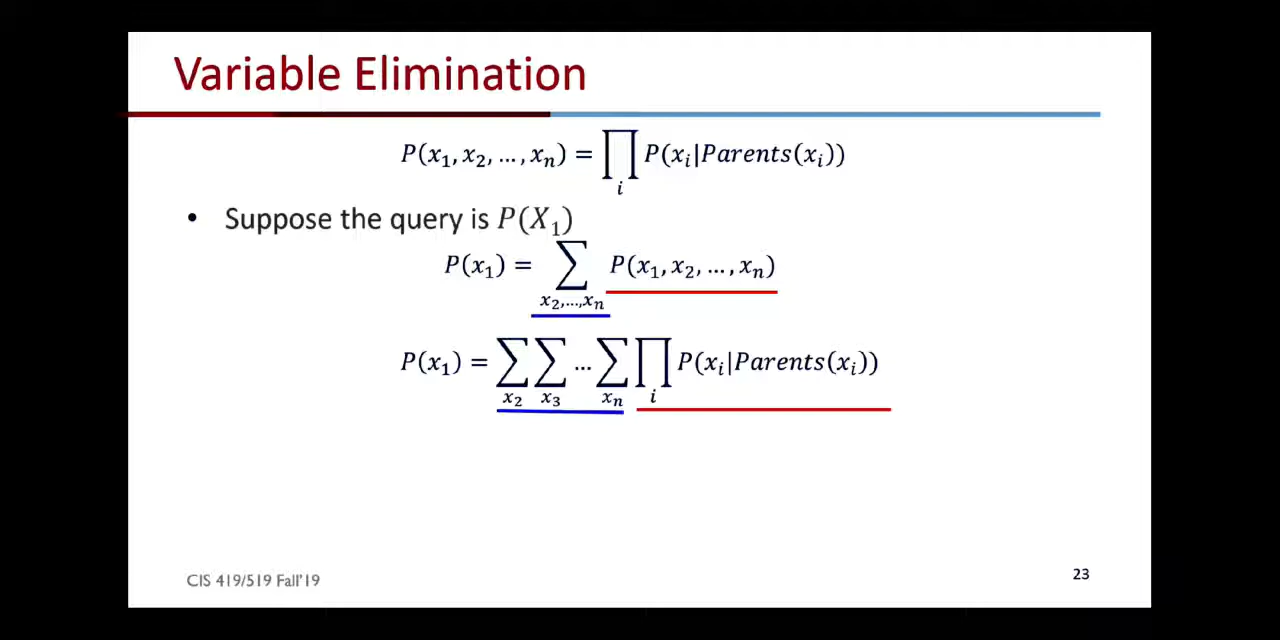 Variable Elimination
P(x₁, x₂, …, xₙ) = ∏ᵢ P(xᵢ|Parents(xᵢ))
• Suppose the query is P(X₁)
P(x₁) = ∑ₓ₂,…,ₓₙ P(x₁, x₂, …, xₙ)
P(x₁) = ∑ₓ₂ ∑ₓ₃ … ∑ₓₙ ∏ᵢ P(xᵢ|Parents(xᵢ))
CIS 419/519 Fall'19
23